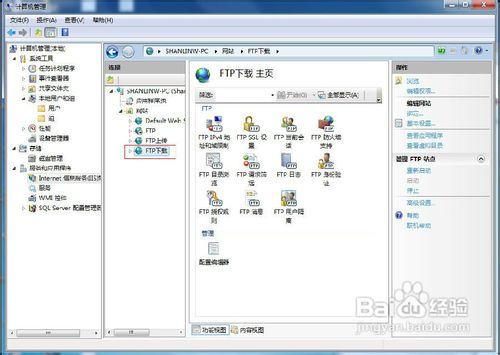 计算机管理
文件(F) 操作(A) 查看(V) 帮助(H)
SHANLINW-PC 网站 FTP下载
计算机管理(本地)
系统工具
任务计划程序
事件查看器
共享文件夹
本地用户和组
用户
组
性能
设备管理器
存储
磁盘管理
服务和应用程序
Internet 信息服务(IIS)
服务
WMI 控件
SQL Server 配置管理器
连接
SHANLINW-PC (Shan
应用程序池
网站
Default Web S
FTP
FTP上传
FTP下载
FTP下载 主页
筛选: 开始(G) 全部显示(A)
FTP
FTP IPv4 地址和域限制
FTP SSL 设置
FTP 当前会话
FTP 防火墙支持
FTP 目录浏览
FTP 请求筛选
FTP 日志
FTP 身份验证
FTP 授权规则
FTP 消息
FTP 用户隔离
管理
配置编辑器
功能视图 内容视图
操作
浏览
编辑权限...
编辑网站
绑定...
基本设置...
查看应用程序
查看虚拟目录
管理 FTP 站点
重新启动
启动
停止
高级设置...
帮助
联机帮助
Baidu 经验
jingyan.baidu.com